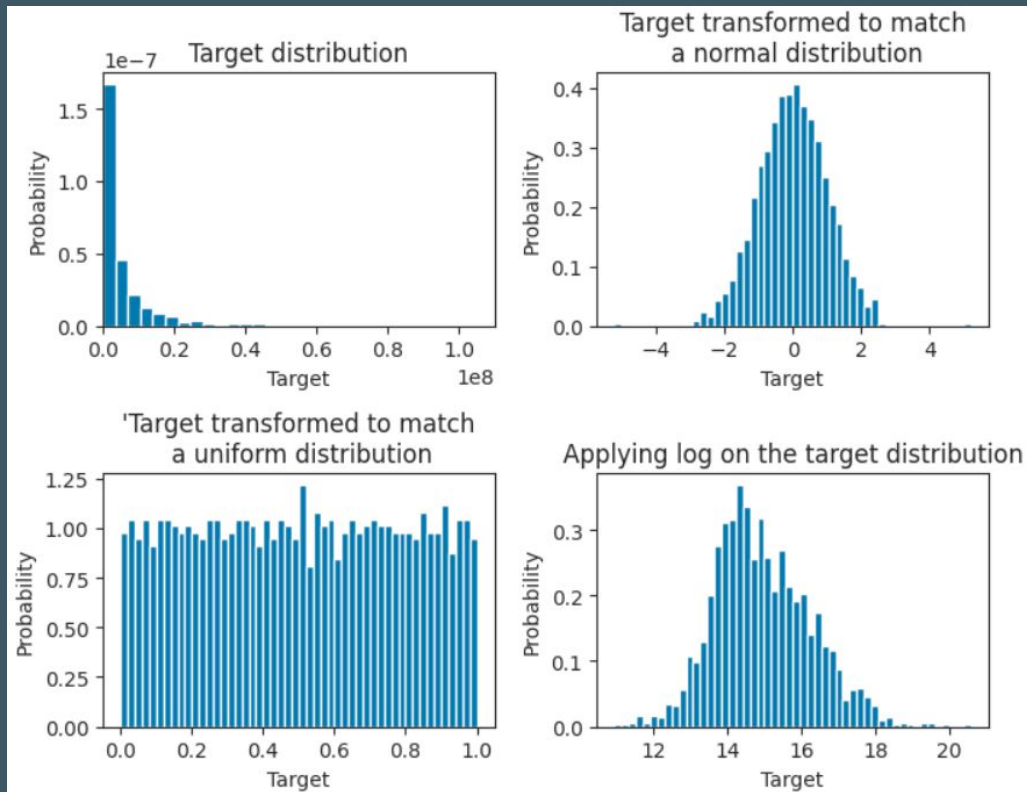 Target distribution
1e−7
Probability
1.5
1.0
0.5
0.0
0.0 0.2 0.4 0.6 0.8 1.0
1e8
Target
Target transformed to match
a normal distribution
Probability
0.4
0.3
0.2
0.1
0.0
−4 −2 0 2 4
Target
'Target transformed to match
a uniform distribution
Probability
1.25
1.00
0.75
0.50
0.25
0.00
0.0 0.2 0.4 0.6 0.8 1.0
Target
Applying log on the target distribution
Probability
0.3
0.2
0.1
0.0
12 14 16 18 20
Target